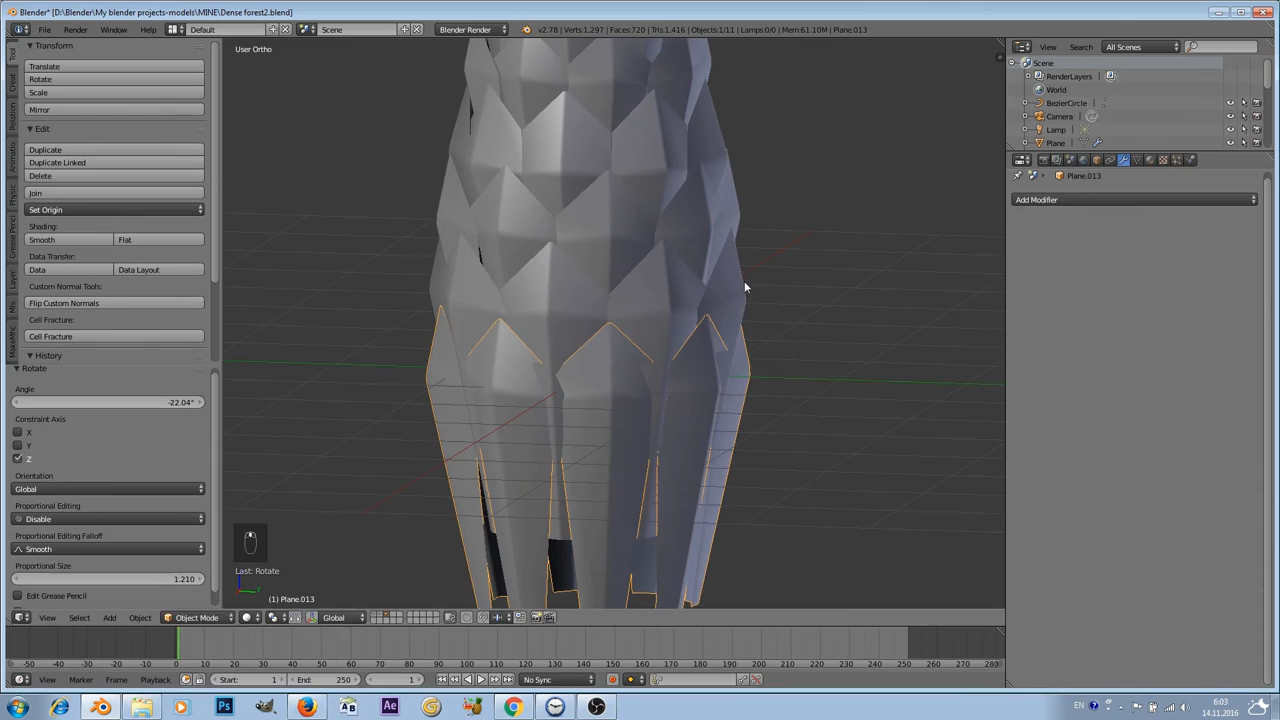 Blender* [D:\Blender\My blender projects-models\MINE\Dense forest2.blend]
File Render Window Help Default Scene Blender Render v2.78 | Verts:1,297 | Faces:720 | Tris:1,416 | Objects:1/11 | Lamps:0/0 | Mem:61.10M | Plane.013
User Ortho
View Search All Scenes
Scene
RenderLayers
World
BezierCircle
Camera
Lamp
Plane
Plane.013
Add Modifier
Tool
Creat
Relation
Animatio
Physic
Grease Penci
Layer
Mis
Transform
Translate
Rotate
Scale
Mirror
Edit
Duplicate
Duplicate Linked
Delete
Join
Set Origin
Shading:
Smooth Flat
Data Transfer:
Data Data Layout
Custom Normal Tools:
Flip Custom Normals
Cell Fracture:
Cell Fracture
History
Rotate
Angle
-22.04°
Constraint Axis
X
Y
Z
Orientation
Global
Proportional Editing
Disable
Proportional Editing Falloff
Smooth
Proportional Size
1.210
Edit Grease Pencil
Last: Rotate
(1) Plane.013
View Select Add Object Object Mode Global
-50 -40 -30 -20 -10 0 10 20 30 40 50 60 70 80 90 100 110 120 130 140 150 160 170 180 190 200 210 220 230 240 250 260 270 280
View Marker Frame Playback Start: 1 End: 250 1 No Sync
EN 6:03
14.11.2016